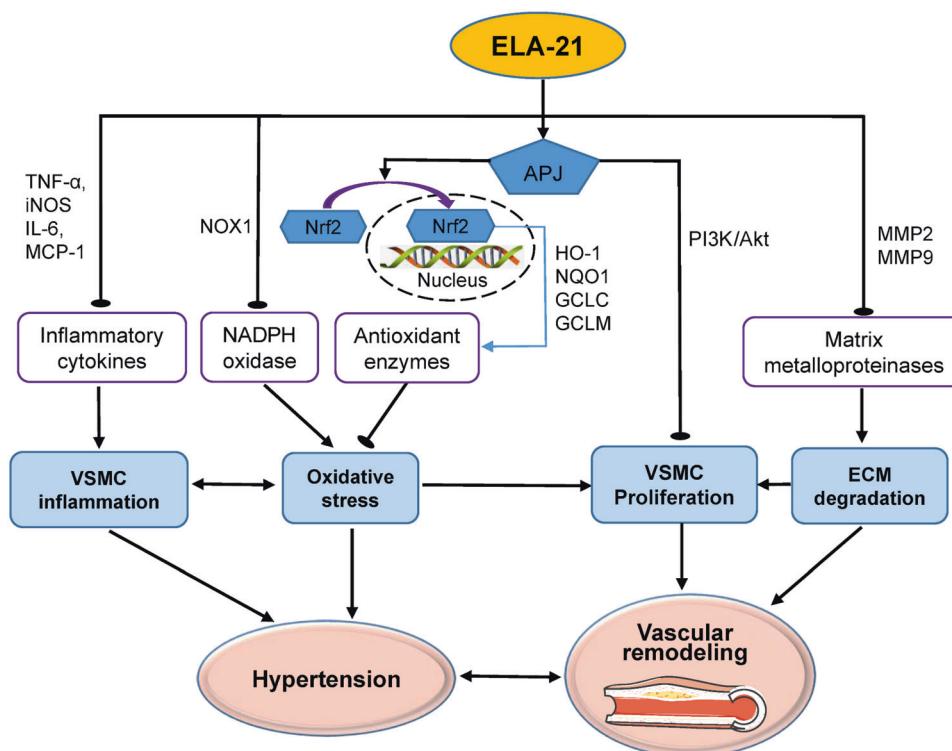 ELA-21
APJ
TNF-α,
iNOS
IL-6,
MCP-1
NOX1
Nrf2
Nrf2
Nucleus
HO-1
NQO1
GCLC
GCLM
PI3K/Akt
MMP2
MMP9
Inflammatory
cytokines
NADPH
oxidase
Antioxidant
enzymes
Matrix
metalloproteinases
VSMC
inflammation
Oxidative
stress
VSMC
Proliferation
ECM
degradation
Hypertension
Vascular
remodeling